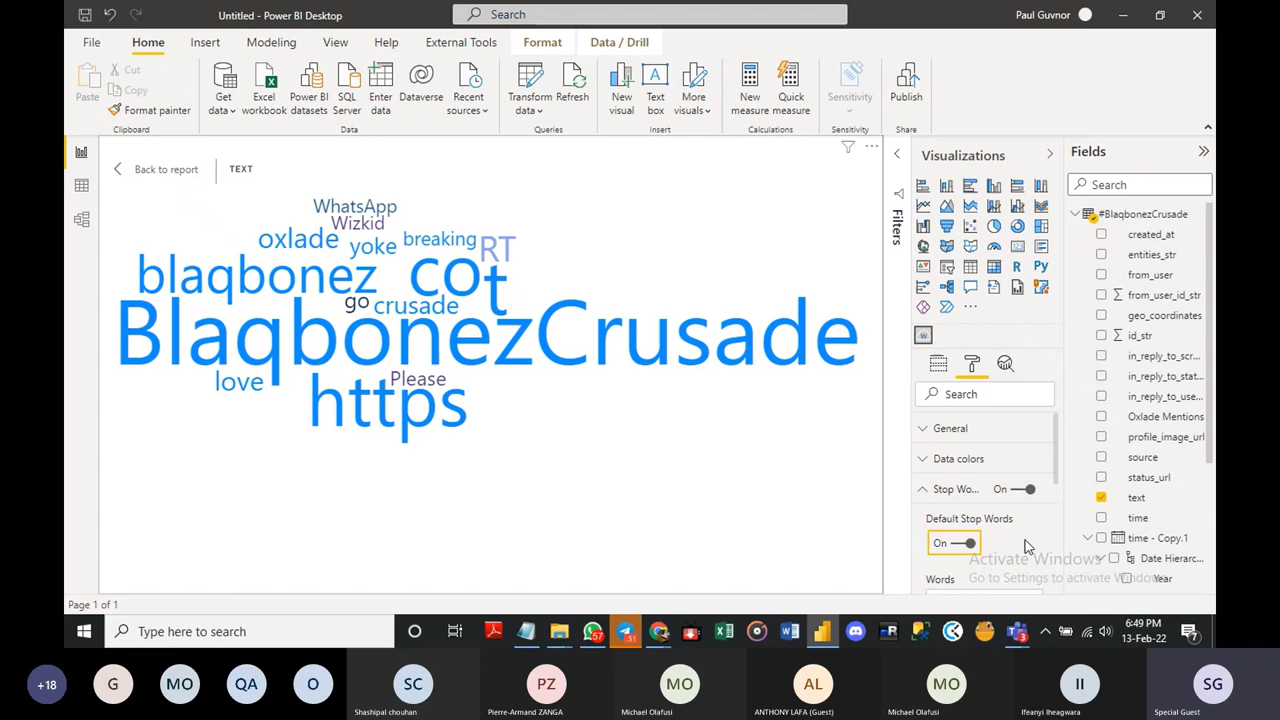 Untitled - Power BI Desktop
Search
Paul Guvnor
File
Home
Insert
Modeling
View
Help
External Tools
Format
Data / Drill
Paste
Cut
Copy
Format painter
Clipboard
Get data
Excel workbook
Power BI datasets
SQL Server
Enter data
Dataverse
Recent sources
Data
Transform data
Refresh
Queries
New visual
Text box
More visuals
Insert
New measure
Quick measure
Calculations
Sensitivity
Sensitivity
Publish
Share
Back to report
TEXT
WhatsApp
Wizkid
oxlade
yoke
breaking
RT
blaqbonez
co
t
go
crusade
BlaqbonezCrusade
love
Please
https
Filters
Visualizations
R
Py
Search
General
Data colors
Stop Wo...
On
Default Stop Words
On
Words
Fields
Search
#BlaqbonezCrusade
created_at
entities_str
from_user
from_user_id_str
geo_coordinates
id_str
in_reply_to_scr...
in_reply_to_stat...
in_reply_to_use...
Oxlade Mentions
profile_image_url
source
status_url
text
time
time - Copy.1
Date Hierarc...
Year
Activate Windows
Go to Settings to activate Windows.
Page 1 of 1
Type here to search
57
51
R
3
6:49 PM
13-Feb-22
7
+18
G
MO
QA
O
SC
Shashipal chouhan
PZ
Pierre-Armand ZANGA
MO
Michael Olafusi
AL
ANTHONY LAFA (Guest)
MO
Michael Olafusi
II
Ifeanyi Iheagwara
SG
Special Guest